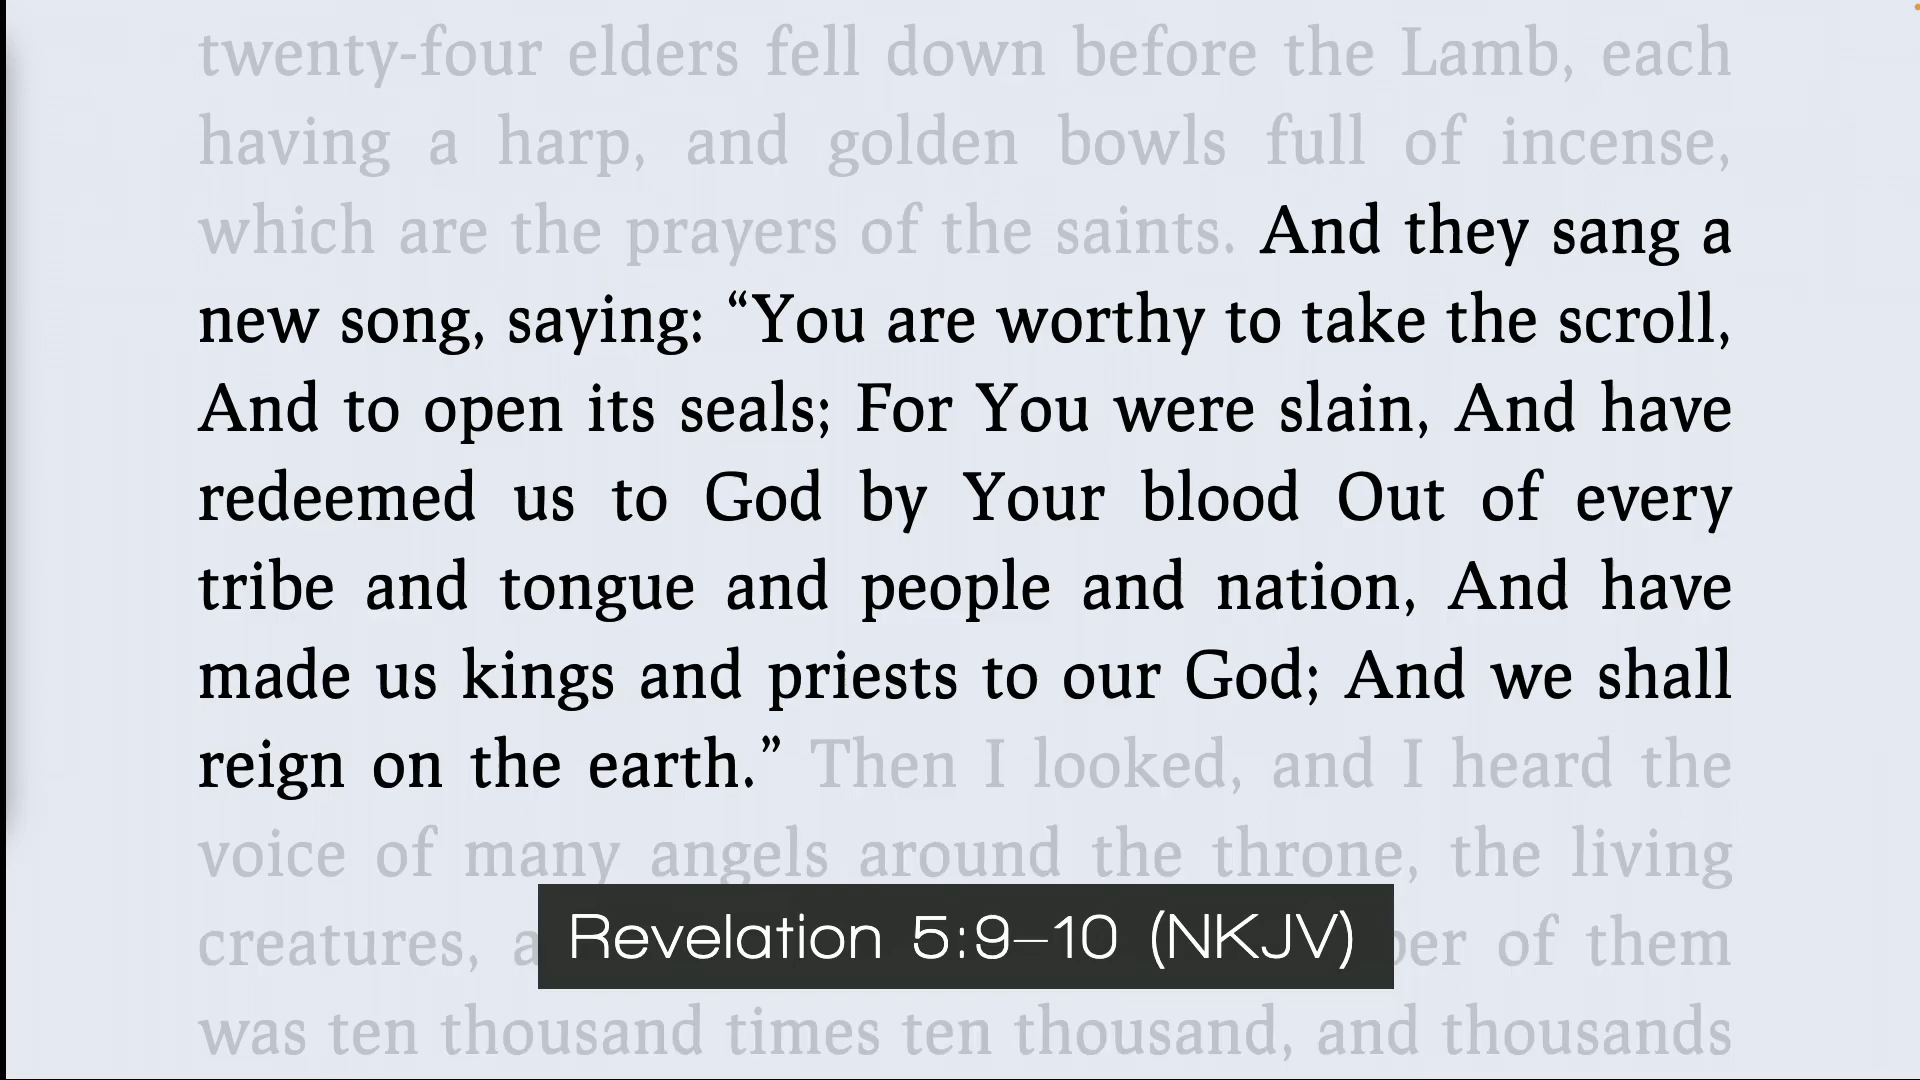 twenty-four elders fell down before the Lamb, each
having a harp, and golden bowls full of incense,
which are the prayers of the saints. And they sang a
new song, saying: “You are worthy to take the scroll,
And to open its seals; For You were slain, And have
redeemed us to God by Your blood Out of every
tribe and tongue and people and nation, And have
made us kings and priests to our God; And we shall
reign on the earth.” Then I looked, and I heard the
voice of many angels around the throne, the living
creatures, of them
Revelation 5:9–10 (NKJV)
was ten thousand times ten thousand, and thousands